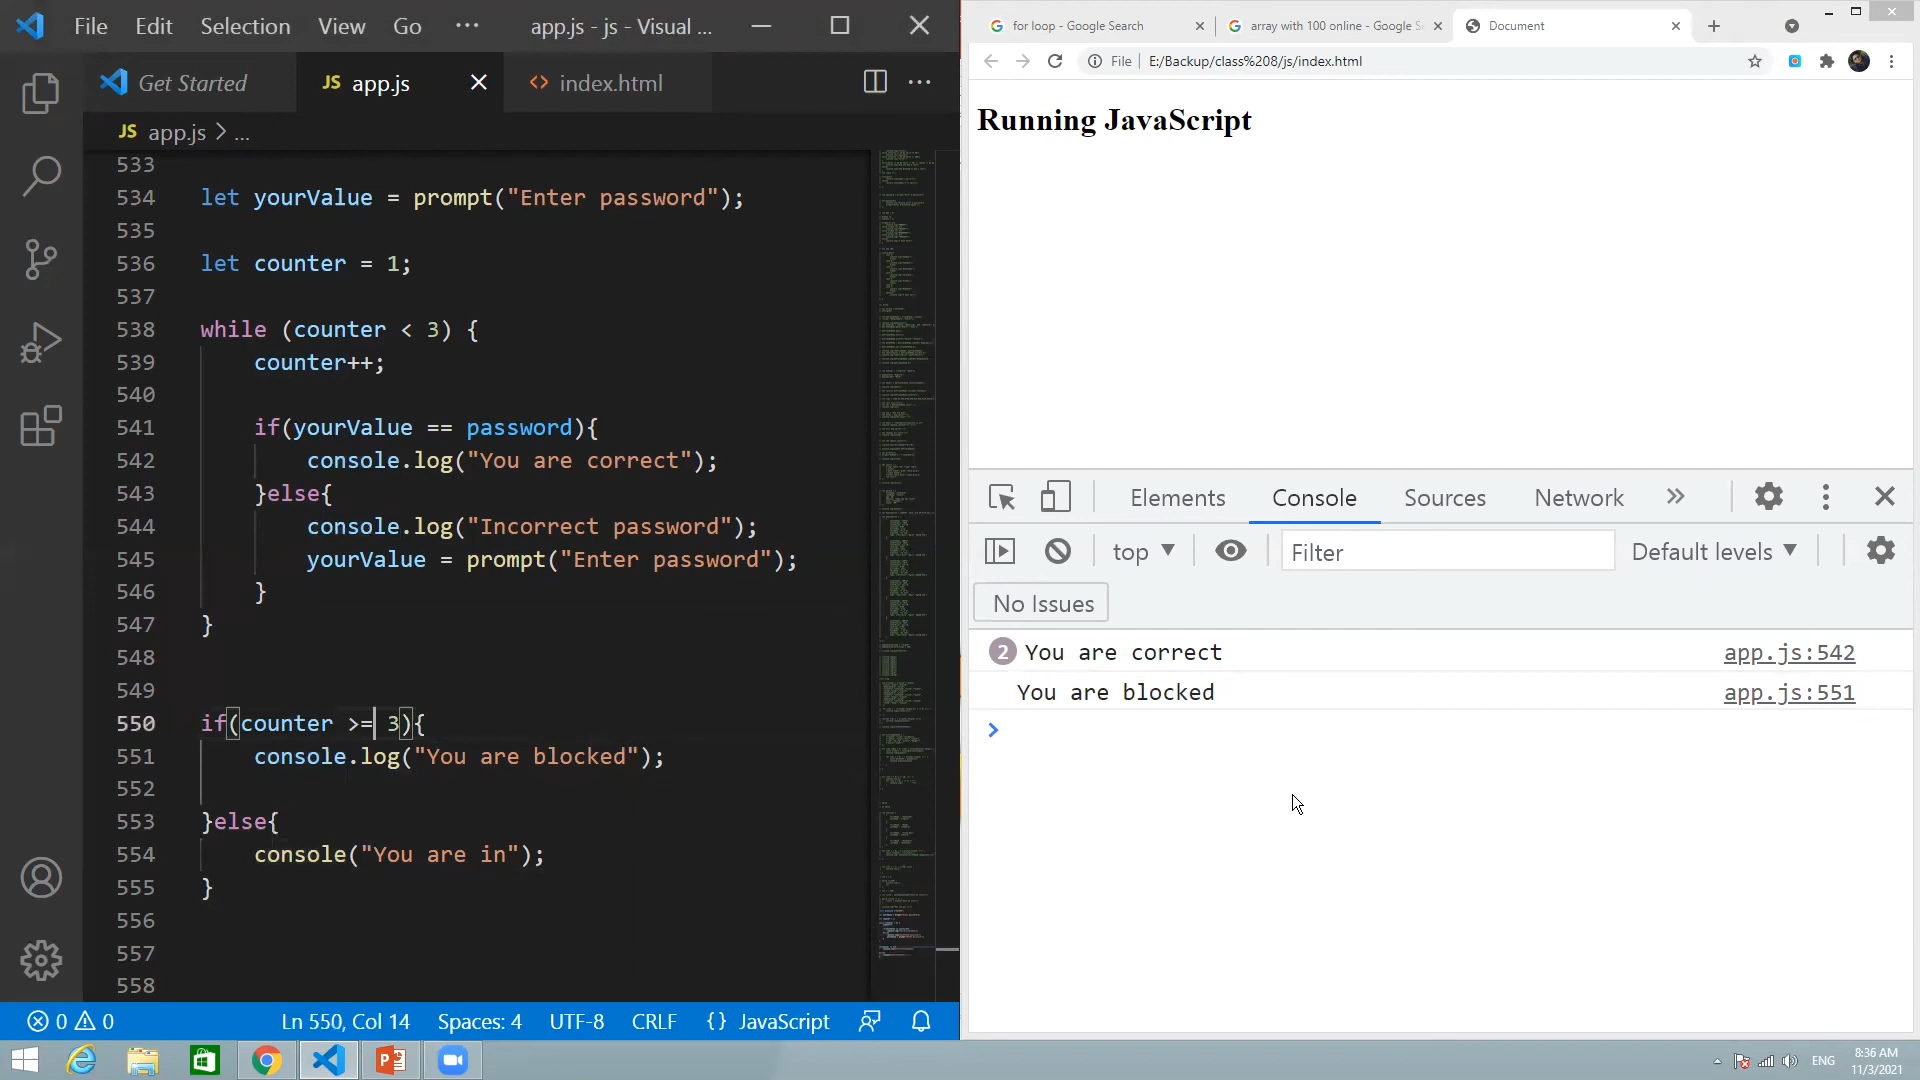 File Edit Selection View Go ··· app.js - js - Visual ...
Get Started JS app.js index.html
JS app.js > ...
533
534 let yourValue = prompt("Enter password");
535
536 let counter = 1;
537
538 while (counter < 3) {
539 counter++;
540
541 if(yourValue == password){
542 console.log("You are correct");
543 }else{
544 console.log("Incorrect password");
545 yourValue = prompt("Enter password");
546 }
547 }
548
549
550 if(counter >= 3){
551 console.log("You are blocked");
552
553 }else{
554 console("You are in");
555 }
556
557
558
0 0 Ln 550, Col 14 Spaces: 4 UTF-8 CRLF {} JavaScript
for loop - Google Search array with 100 online - Google Se Document
File E:/Backup/class%208/js/index.html
Running JavaScript
Elements Console Sources Network »
top Filter Default levels
No Issues
2 You are correct app.js:542
You are blocked app.js:551
>
ENG 8:36 AM
11/3/2021